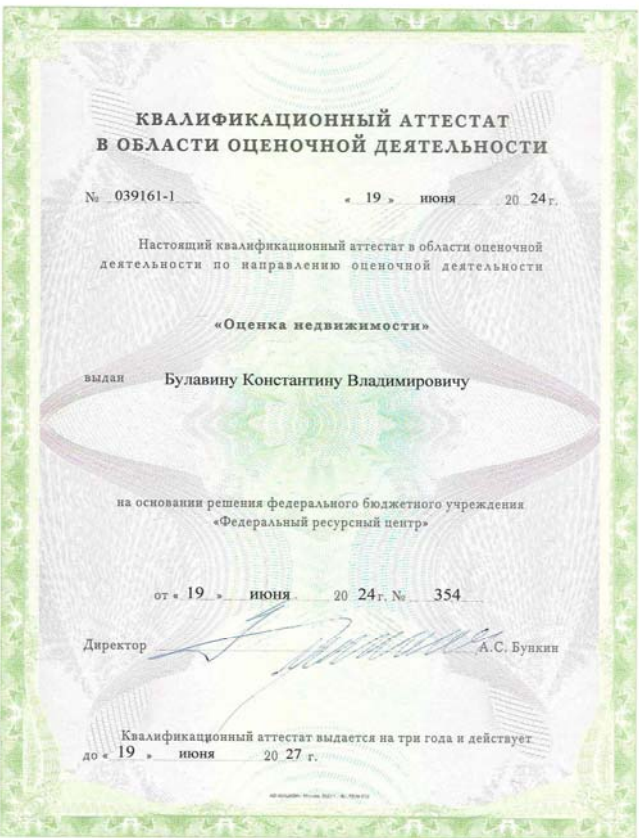 КВАЛИФИКАЦИОННЫЙ АТТЕСТАТ
В ОБЛАСТИ ОЦЕНОЧНОЙ ДЕЯТЕЛЬНОСТИ
№ 039161-1 « 19 » июня 20 24 г.
Настоящий квалификационный аттестат в области оценочной
деятельности по направлению оценочной деятельности
«Оценка недвижимости»
выдан Булавину Константину Владимировичу
на основании решения федерального бюджетного учреждения
«Федеральный ресурсный центр»
от « 19 » июня 20 24 г. № 354
Директор А.С. Бункин
Квалификационный аттестат выдается на три года и действует
до « 19 » июня 20 27 г.